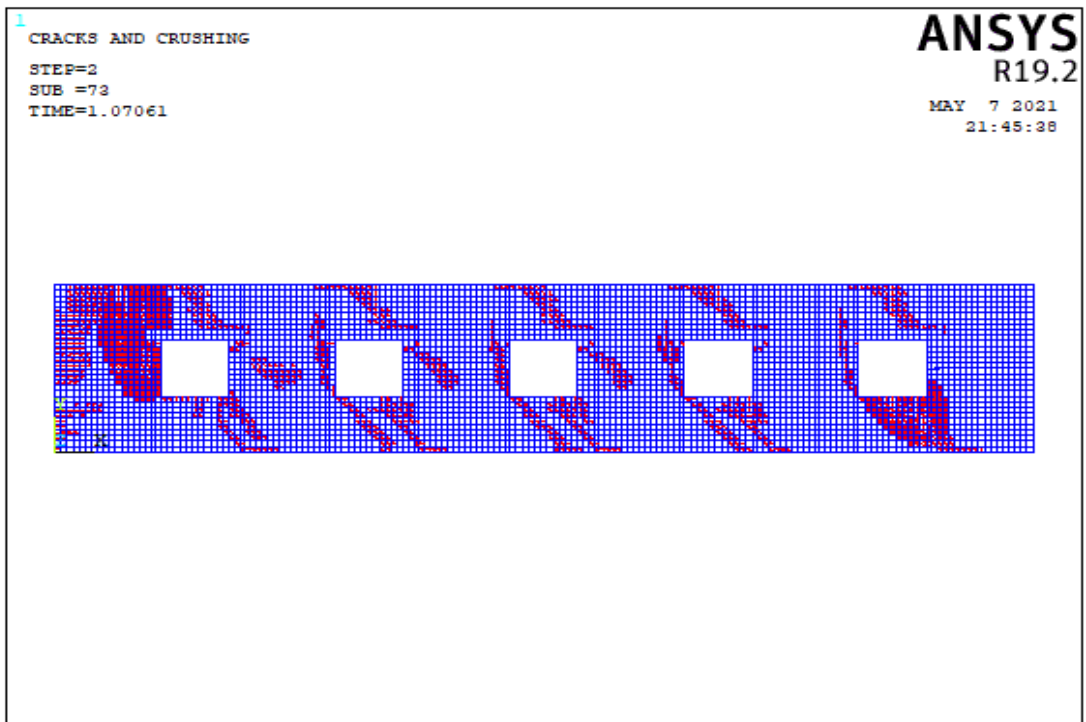 1
CRACKS AND CRUSHING
STEP=2
SUB =73
TIME=1.07061
ANSYS
R19.2
MAY 7 2021
21:45:38
Y
X